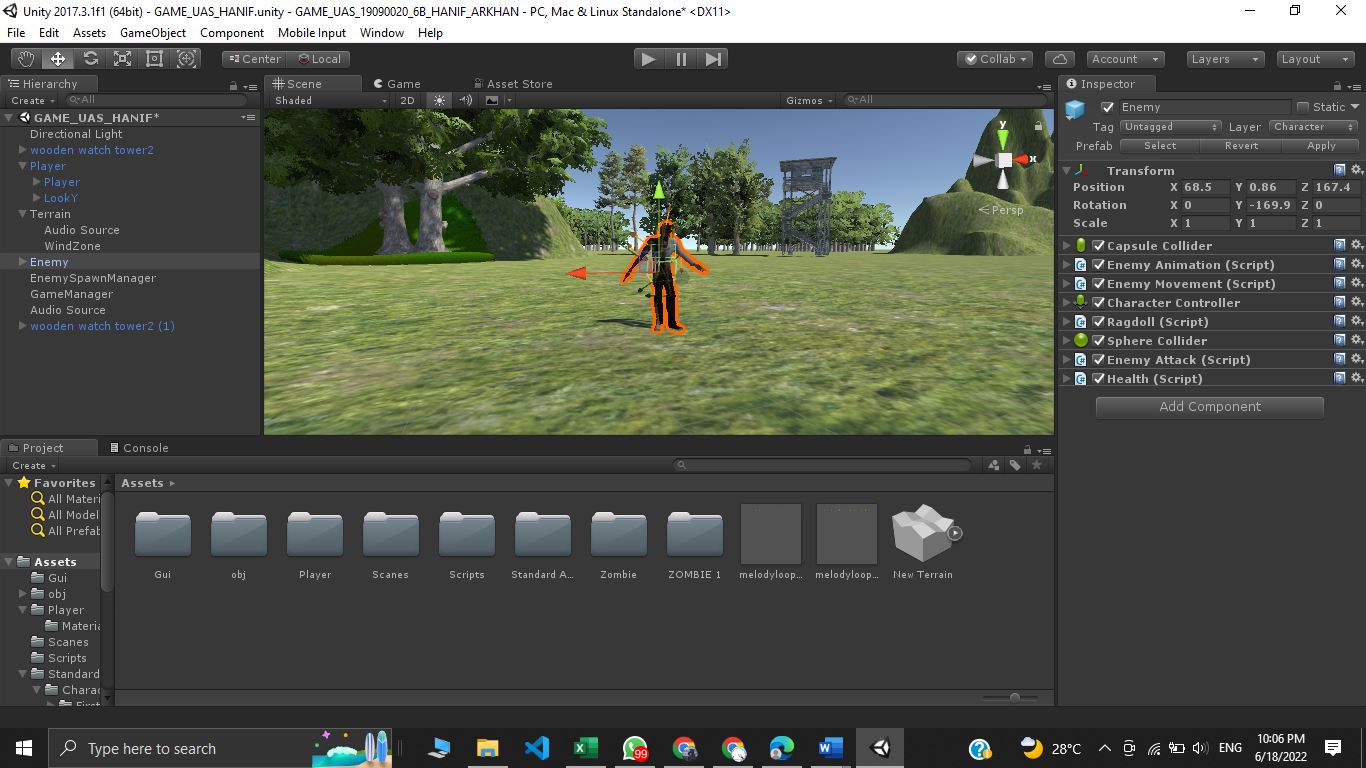 Unity 2017.3.1f1 (64bit) - GAME_UAS_HANIF.unity - GAME_UAS_19090020_6B_HANIF_ARKHAN - PC, Mac & Linux Standalone* <DX11>
File Edit Assets GameObject Component Mobile Input Window Help
Center Local Collab Account Layers Layout
Hierarchy
Create All
GAME_UAS_HANIF*
Directional Light
wooden watch tower2
Player
Player
LookY
Terrain
Audio Source
WindZone
Enemy
EnemySpawnManager
GameManager
Audio Source
wooden watch tower2 (1)
Scene Game Asset Store
Shaded 2D Gizmos All
y
x
Persp
Inspector
Enemy Static
Tag Untagged Layer Character
Prefab Select Revert Apply
Transform
Position X 68.5 Y 0.86 Z 167.4
Rotation X 0 Y -169.9 Z 0
Scale X 1 Y 1 Z 1
Capsule Collider
Enemy Animation (Script)
Enemy Movement (Script)
Character Controller
Ragdoll (Script)
Sphere Collider
Enemy Attack (Script)
Health (Script)
Add Component
Project Console
Create
Favorites
All Materi
All Model
All Prefab
Assets
Gui
obj
Player
Materia
Scanes
Scripts
Standard
Charac
First
Assets
Gui obj Player Scanes Scripts Standard A... Zombie ZOMBIE 1 melodyloop... melodyloop... New Terrain
Type here to search
99
28°C
ENG
10:06 PM
6/18/2022